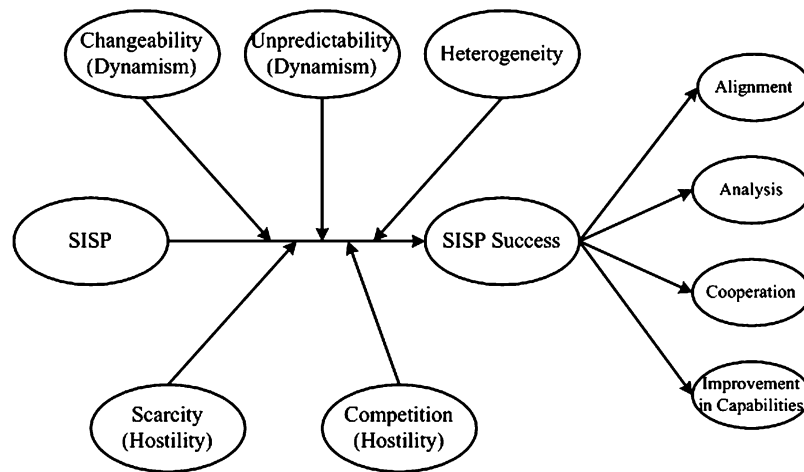 Changeability
(Dynamism)
Unpredictability
(Dynamism)
Heterogeneity
Alignment
Analysis
SISP
SISP Success
Cooperation
Scarcity
(Hostility)
Competition
(Hostility)
Improvement
in Capabilities